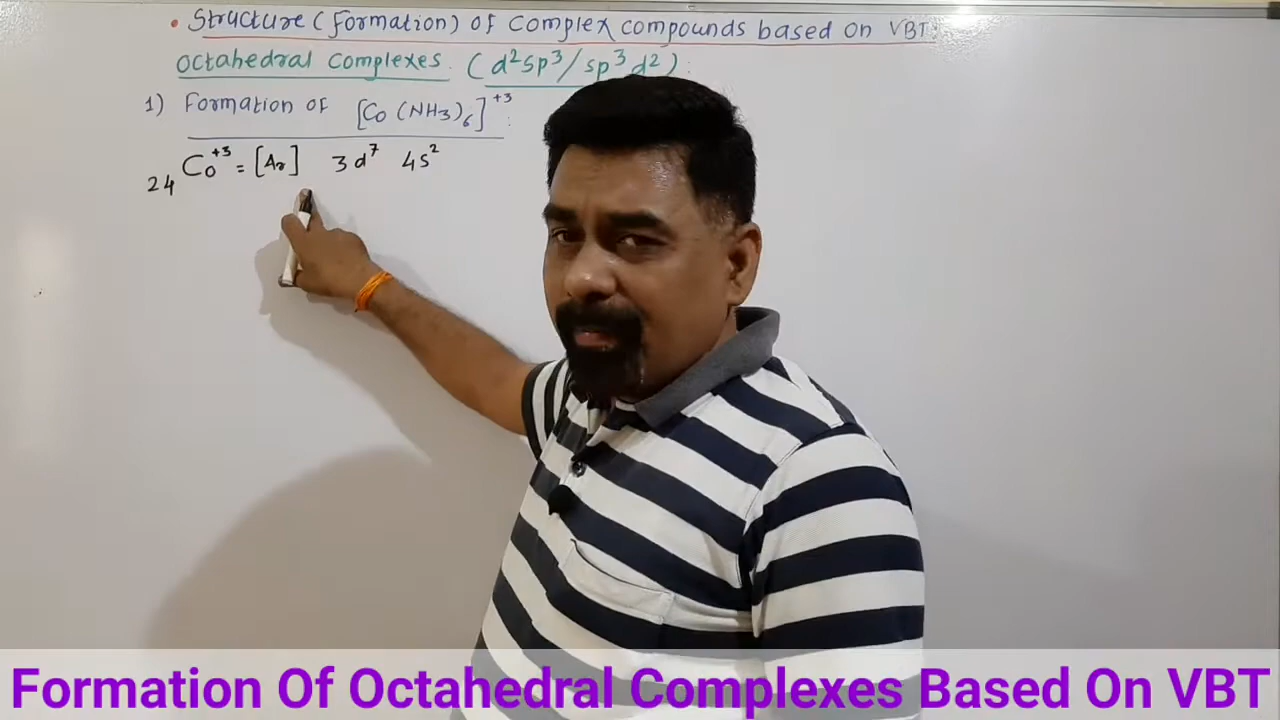 • Structure (formation) of Complex compounds based on VBT:
Octahedral Complexes. (d²sp³/sp³d²):
1) Formation of [Co(NH3)₆]⁺³:
₂₄Co⁺³ = [Ar] 3d⁷ 4s²
Formation Of Octahedral Complexes Based On VBT